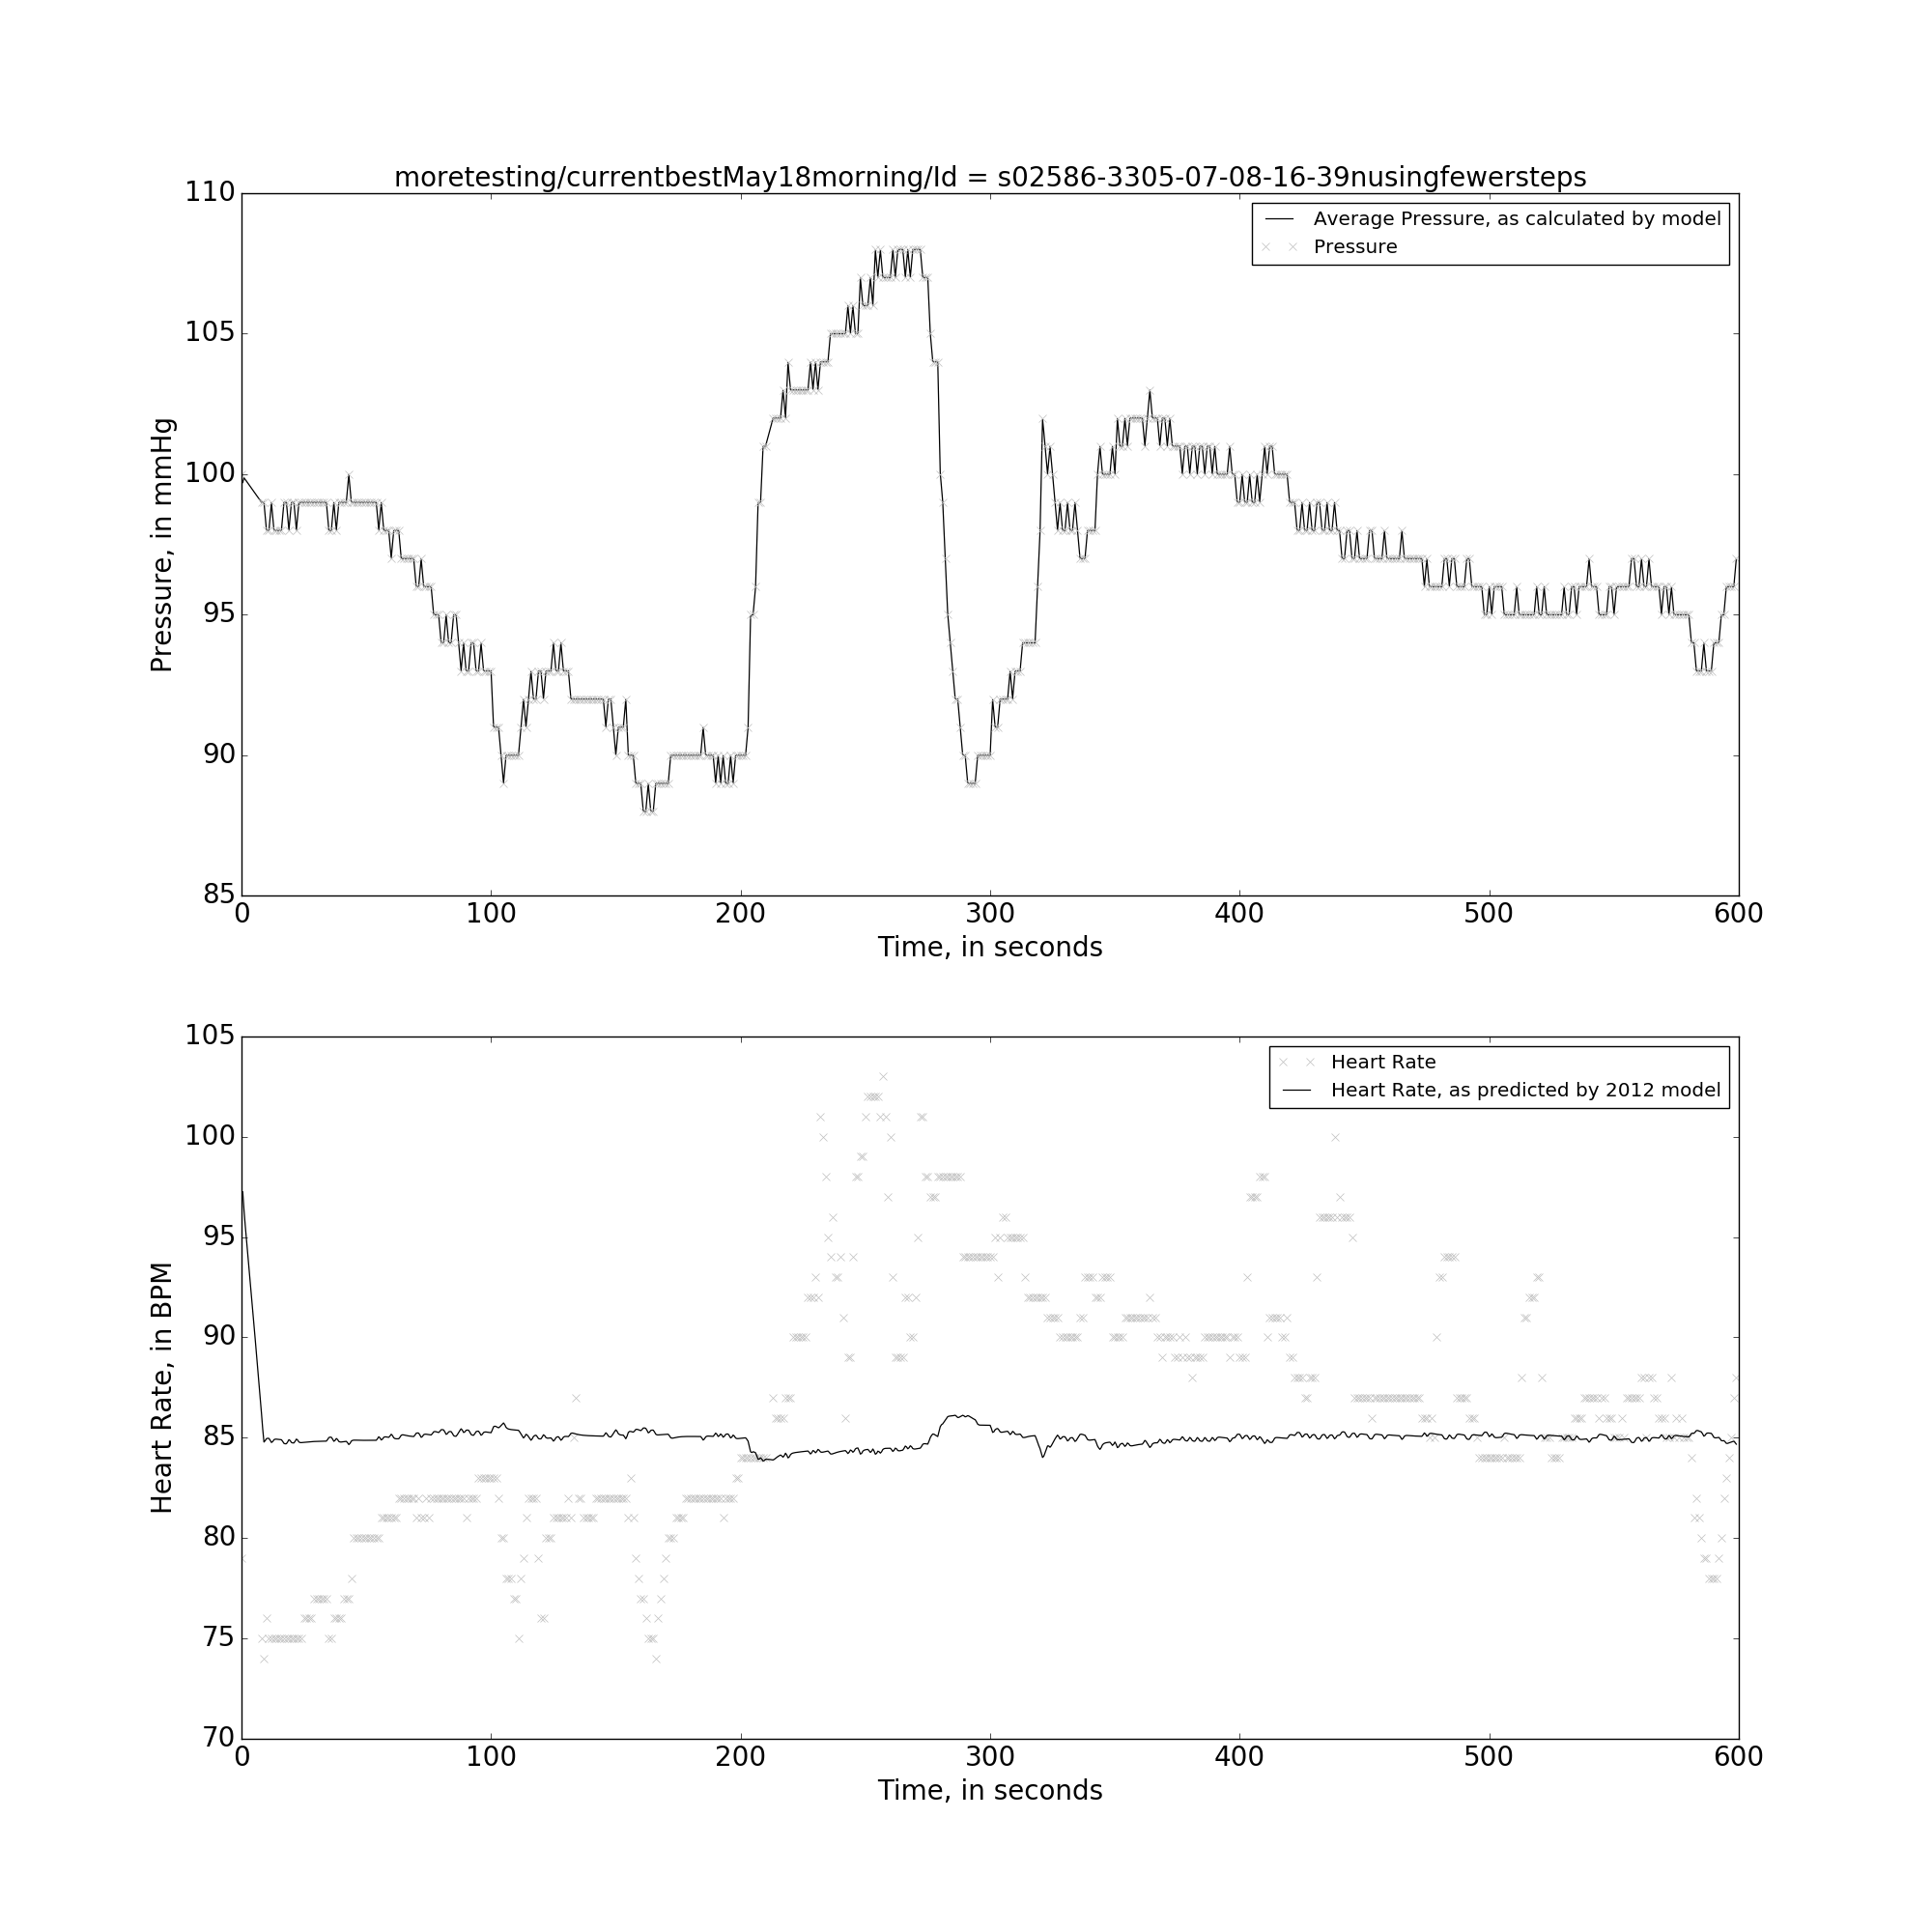 moretesting/currentbestMay18morning/Id = s02586-3305-07-08-16-39nusingfewersteps
110
105
100
95
90
85
Pressure, in mmHg
Average Pressure, as calculated by model
Pressure
0 100 200 300 400 500 600
Time, in seconds
105
100
95
90
85
80
75
70
Heart Rate, in BPM
Heart Rate
Heart Rate, as predicted by 2012 model
0 100 200 300 400 500 600
Time, in seconds